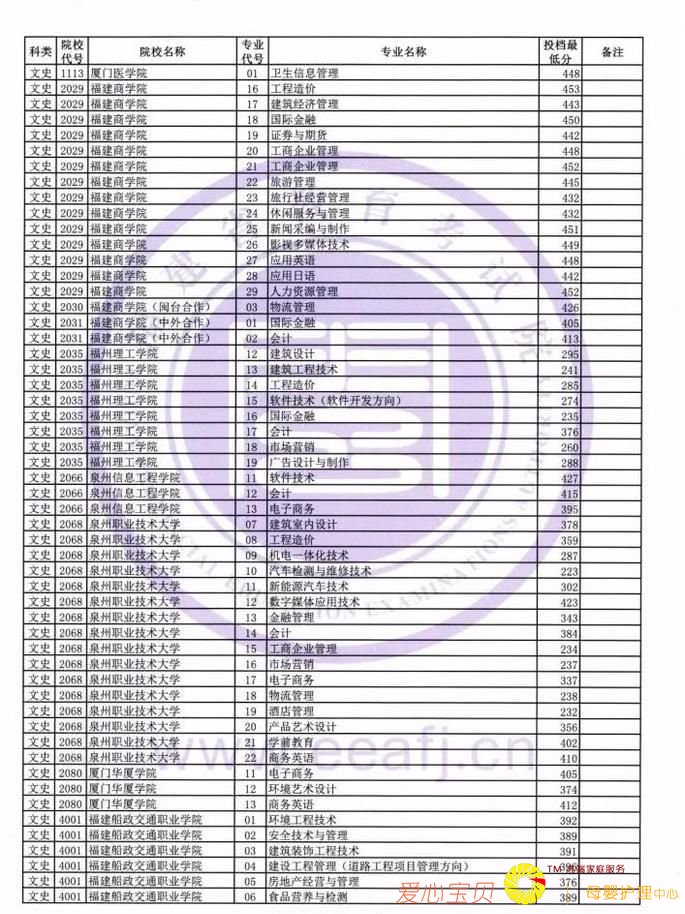 科类 院校代号 院校名称 专业代号 专业名称 投档最低分 备注
文史 1113 厦门医学院 01 卫生信息管理 448
文史 2029 福建商学院 16 工程造价 453
文史 2029 福建商学院 17 建筑经济管理 443
文史 2029 福建商学院 18 国际金融 450
文史 2029 福建商学院 19 证券与期货 442
文史 2029 福建商学院 20 工商企业管理 448
文史 2029 福建商学院 21 工商企业管理 452
文史 2029 福建商学院 22 旅游管理 445
文史 2029 福建商学院 23 旅行社经营管理 432
文史 2029 福建商学院 24 休闲服务与管理 432
文史 2029 福建商学院 25 新闻采编与制作 451
文史 2029 福建商学院 26 影视多媒体技术 449
文史 2029 福建商学院 27 应用英语 448
文史 2029 福建商学院 28 应用日语 442
文史 2029 福建商学院 29 人力资源管理 452
文史 2030 福建商学院（闽台合作） 03 物流管理 426
文史 2031 福建商学院（中外合作） 01 国际金融 405
文史 2031 福建商学院（中外合作） 02 会计 413
文史 2035 福州理工学院 12 建筑设计 295
文史 2035 福州理工学院 13 建筑工程技术 241
文史 2035 福州理工学院 14 工程造价 285
文史 2035 福州理工学院 15 软件技术（软件开发方向） 274
文史 2035 福州理工学院 16 国际金融 235
文史 2035 福州理工学院 17 会计 376
文史 2035 福州理工学院 18 市场营销 260
文史 2035 福州理工学院 19 广告设计与制作 288
文史 2066 泉州信息工程学院 11 软件技术 427
文史 2066 泉州信息工程学院 12 会计 415
文史 2066 泉州信息工程学院 13 电子商务 395
文史 2068 泉州职业技术大学 07 建筑室内设计 378
文史 2068 泉州职业技术大学 08 工程造价 359
文史 2068 泉州职业技术大学 09 机电一体化技术 287
文史 2068 泉州职业技术大学 10 汽车检测与维修技术 223
文史 2068 泉州职业技术大学 11 新能源汽车技术 302
文史 2068 泉州职业技术大学 12 数字媒体应用技术 423
文史 2068 泉州职业技术大学 13 金融管理 343
文史 2068 泉州职业技术大学 14 会计 384
文史 2068 泉州职业技术大学 15 工商企业管理 234
文史 2068 泉州职业技术大学 16 市场营销 237
文史 2068 泉州职业技术大学 17 电子商务 337
文史 2068 泉州职业技术大学 18 物流管理 238
文史 2068 泉州职业技术大学 19 酒店管理 232
文史 2068 泉州职业技术大学 20 产品艺术设计 356
文史 2068 泉州职业技术大学 21 学前教育 402
文史 2068 泉州职业技术大学 22 商务英语 410
文史 2080 厦门华厦学院 11 电子商务 405
文史 2080 厦门华厦学院 12 环境艺术设计 374
文史 2080 厦门华厦学院 13 商务英语 412
文史 4001 福建船政交通职业学院 01 环境工程技术 392
文史 4001 福建船政交通职业学院 02 安全技术与管理 389
文史 4001 福建船政交通职业学院 03 建筑装饰工程技术 391
文史 4001 福建船政交通职业学院 04 建设工程管理（道路工程项目管理方向）
文史 4001 福建船政交通职业学院 05 房地产经营与管理 376
文史 4001 福建船政交通职业学院 06 食品营养与检测 389
www.eeafj.cn
TM 家庭服务
爱心宝贝 母婴护理中心